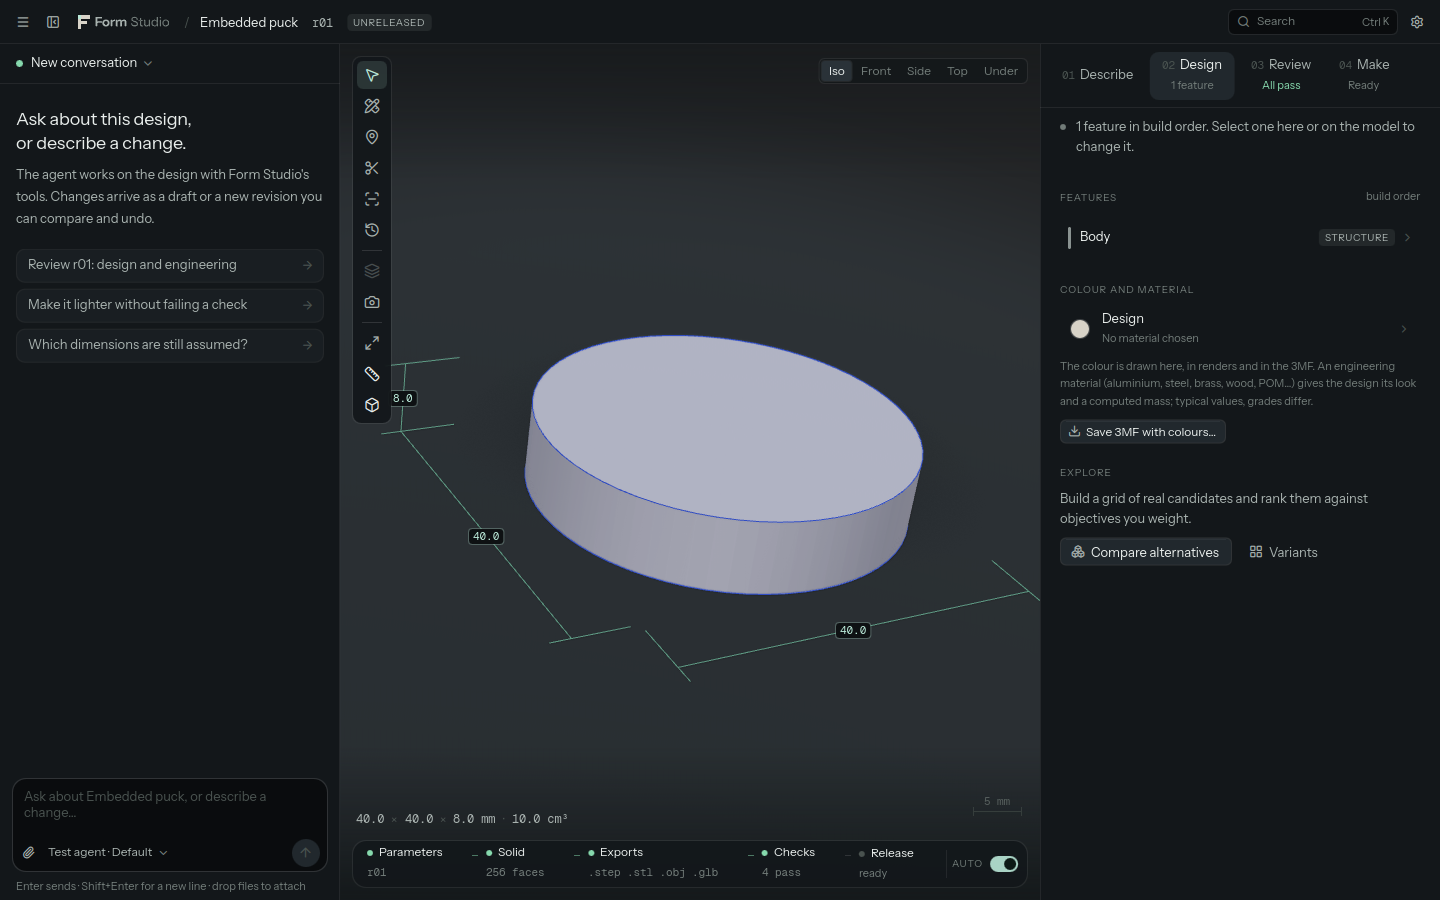 Form Studio / Embedded puck r01 UNRELEASED
Search Ctrl K
New conversation
Ask about this design,
or describe a change.
The agent works on the design with Form Studio's
tools. Changes arrive as a draft or a new revision you
can compare and undo.
Review r01: design and engineering
Make it lighter without failing a check
Which dimensions are still assumed?
Ask about Embedded puck, or describe a
change…
Test agent · Default
Enter sends · Shift+Enter for a new line · drop files to attach
Iso Front Side Top Under
8.0
40.0
40.0
5 mm
40.0 × 40.0 × 8.0 mm · 10.0 cm³
Parameters
r01
Solid
256 faces
Exports
.step .stl .obj .glb
Checks
4 pass
Release
ready
AUTO
01 Describe
02 Design
1 feature
03 Review
All pass
04 Make
Ready
1 feature in build order. Select one here or on the model to
change it.
FEATURES build order
Body STRUCTURE
COLOUR AND MATERIAL
Design
No material chosen
The colour is drawn here, in renders and in the 3MF. An engineering
material (aluminium, steel, brass, wood, POM…) gives the design its look
and a computed mass; typical values, grades differ.
Save 3MF with colours…
EXPLORE
Build a grid of real candidates and rank them against
objectives you weight.
Compare alternatives Variants